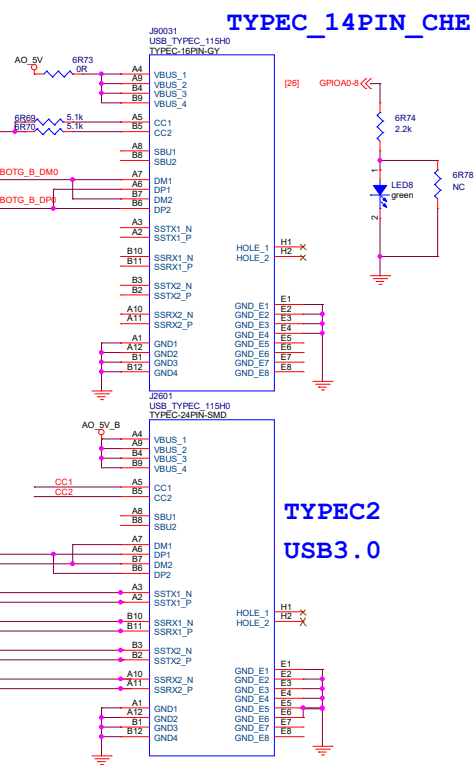 TYPEC_14PIN_CHE
J90031
USB_TYPEC_115H0
TYPEC-16PIN-GY
AO_5V
6R73
0R
A4 VBUS_1
A9 VBUS_2
B4 VBUS_3
B9 VBUS_4
6R69 5.1k
6R70 5.1k
A5 CC1
B5 CC2
A8 SBU1
B8 SBU2
BOTG_B_DM0
A7 DM1
A6 DP1
B7 DM2
BOTG_B_DP0
B6 DP2
A3 SSTX1_N
A2 SSTX1_P
B10 SSRX1_N
B11 SSRX1_P
B3 SSTX2_N
B2 SSTX2_P
A10 SSRX2_N
A11 SSRX2_P
A1 GND1
A12 GND2
B1 GND3
B12 GND4
HOLE_1 H1
HOLE_2 H2
GND_E1 E1
GND_E2 E2
GND_E3 E3
GND_E4 E4
GND_E5 E5
GND_E6 E6
GND_E7 E7
GND_E8 E8
[26] GPIOA0-8
6R74
2.2k
1
LED8
green
2
6R78
NC
J2601
USB_TYPEC_115H0
TYPEC-24PIN-SMD
AO_5V_B
A4 VBUS_1
A9 VBUS_2
B4 VBUS_3
B9 VBUS_4
CC1 A5 CC1
CC2 B5 CC2
A8 SBU1
B8 SBU2
A7 DM1
A6 DP1
B7 DM2
B6 DP2
A3 SSTX1_N
A2 SSTX1_P
B10 SSRX1_N
B11 SSRX1_P
B3 SSTX2_N
B2 SSTX2_P
A10 SSRX2_N
A11 SSRX2_P
A1 GND1
A12 GND2
B1 GND3
B12 GND4
HOLE_1 H1
HOLE_2 H2
GND_E1 E1
GND_E2 E2
GND_E3 E3
GND_E4 E4
GND_E5 E5
GND_E6 E6
GND_E7 E7
GND_E8 E8
TYPEC2
USB3.0